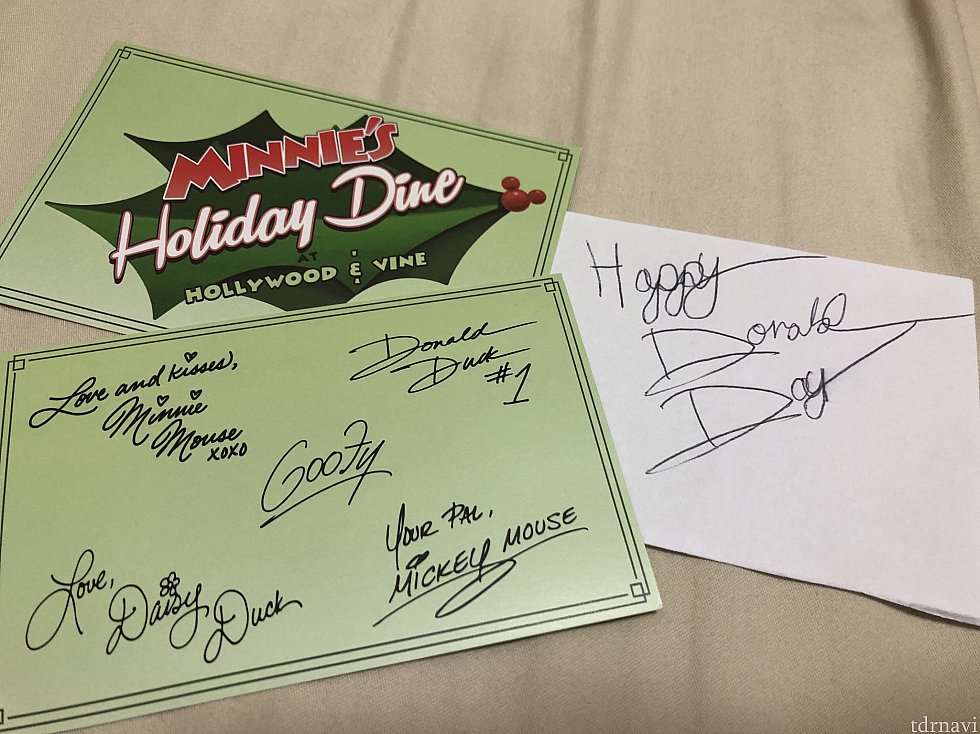 MINNIE'S
Holiday Dine
AT
HOLLYWOOD & VINE
Happy
Donald
Day
Love and kisses,
Minnie
Mouse
xoxo
Donald
Duck
#1
Goofy
Your Pal,
Mickey Mouse
Love,
Daisy
Duck
tdrnavi